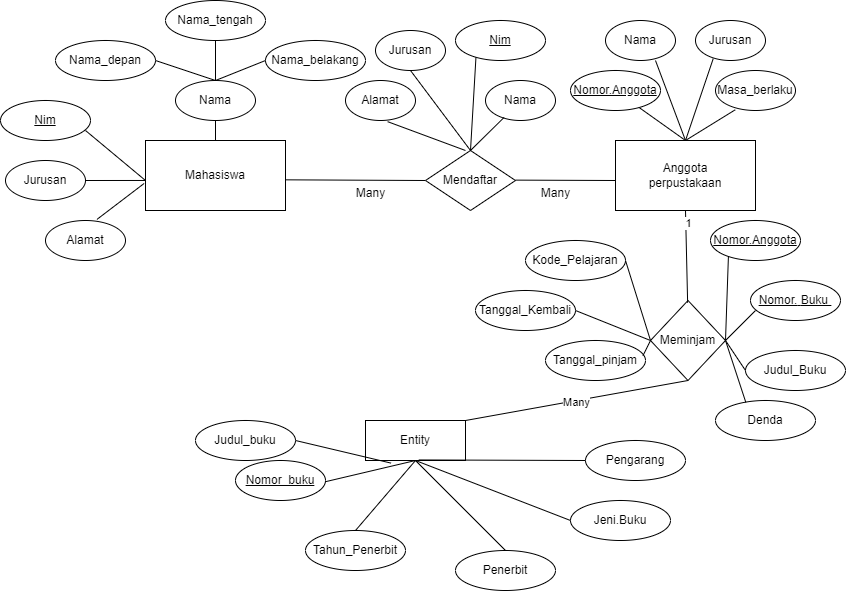 Nama_tengah
Nama_depan
Nama_belakang
Nama
Nim
Jurusan
Alamat
Mahasiswa
Many
Jurusan
Nim
Alamat
Nama
Mendaftar
Many
Nama
Jurusan
Nomor.Anggota
Masa_berlaku
Anggota
perpustakaan
1
Nomor.Anggota
Kode_Pelajaran
Tanggal_Kembali
Tanggal_pinjam
Meminjam
Nomor. Buku
Judul_Buku
Denda
Many
Entity
Judul_buku
Nomor_buku
Tahun_Penerbit
Penerbit
Jeni.Buku
Pengarang